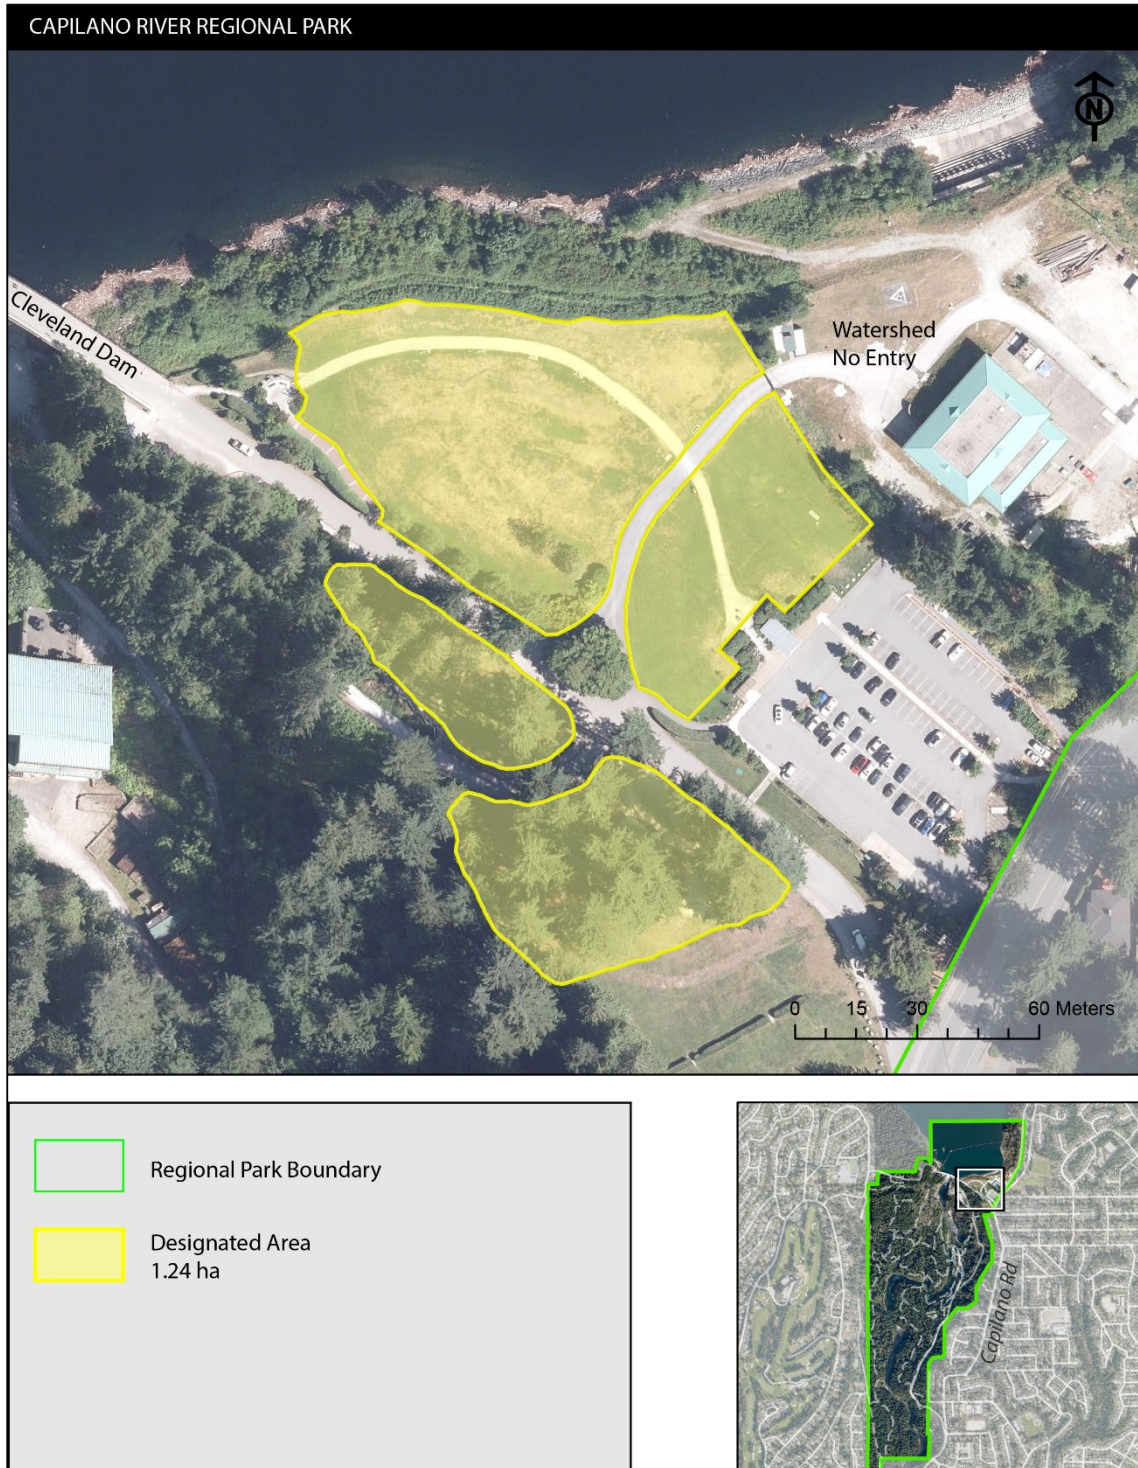 CAPILANO RIVER REGIONAL PARK
N
Cleveland Dam
Watershed
No Entry
0 15 30 60 Meters
Regional Park Boundary
Designated Area
1.24 ha
Capilano Rd